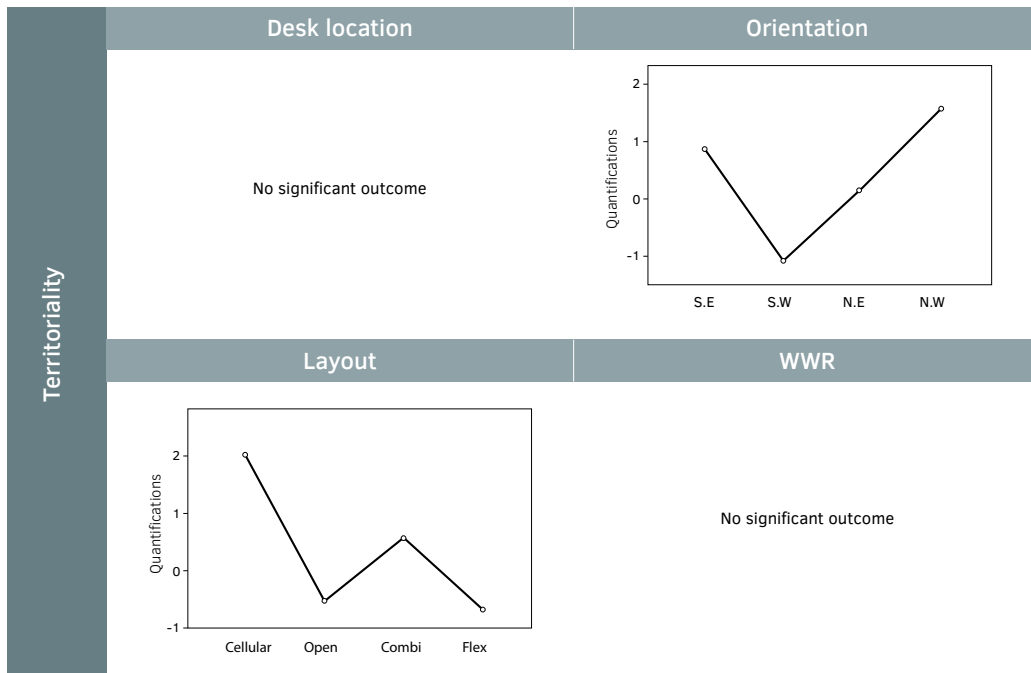 Territoriality
Desk location
Orientation
No significant outcome
Quantifications
2
1
0
-1
S.E S.W N.E N.W
Layout
WWR
Quantifications
2
1
0
-1
Cellular Open Combi Flex
No significant outcome